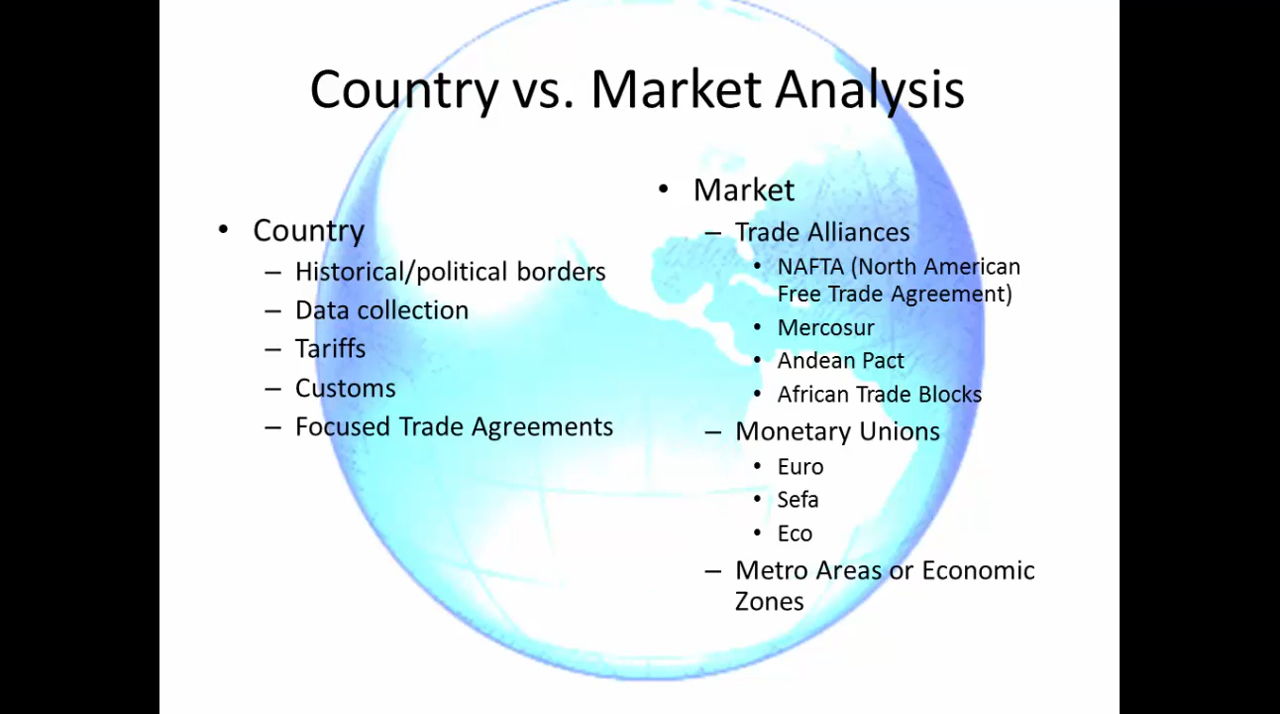 Country vs. Market Analysis
• Country
– Historical/political borders
– Data collection
– Tariffs
– Customs
– Focused Trade Agreements
• Market
– Trade Alliances
• NAFTA (North American
Free Trade Agreement)
• Mercosur
• Andean Pact
• African Trade Blocks
– Monetary Unions
• Euro
• Sefa
• Eco
– Metro Areas or Economic
Zones